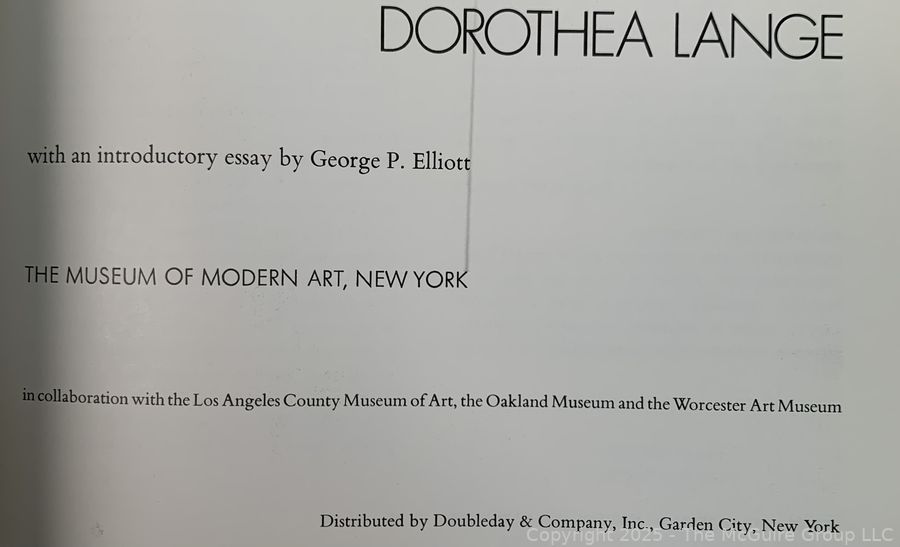 DOROTHEA LANGE
with an introductory essay by George P. Elliott
THE MUSEUM OF MODERN ART, NEW YORK
in collaboration with the Los Angeles County Museum of Art, the Oakland Museum and the Worcester Art Museum
Distributed by Doubleday & Company, Inc., Garden City, New York
Copyright 2025 - The McGuire Group LLC